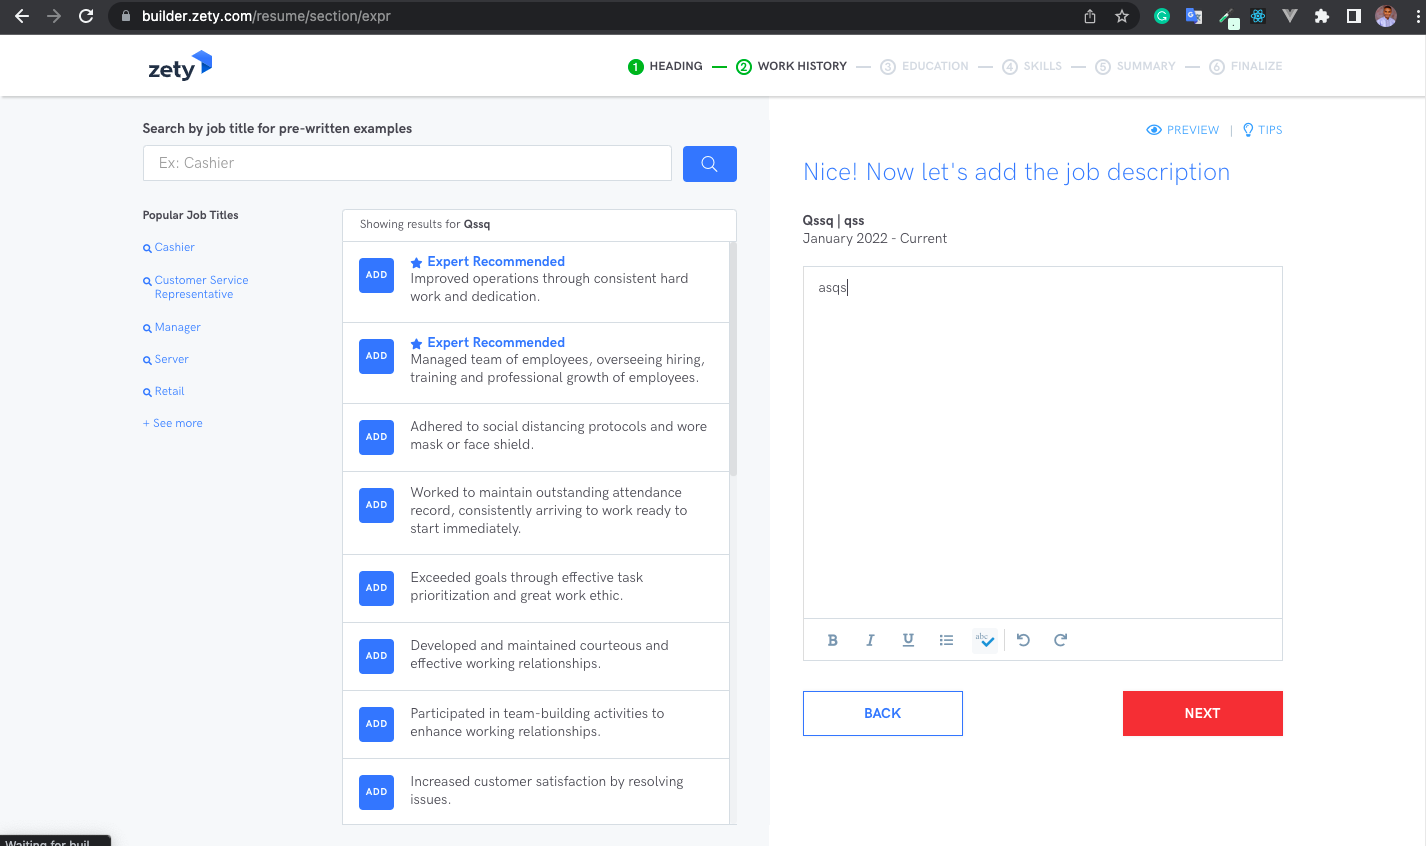 builder.zety.com/resume/section/expr
zety
1 HEADING
2 WORK HISTORY
3 EDUCATION
4 SKILLS
5 SUMMARY
6 FINALIZE
Search by job title for pre-written examples
Ex: Cashier
Popular Job Titles
Cashier
Customer Service
Representative
Manager
Server
Retail
+ See more
Showing results for Qssq
ADD
Expert Recommended
Improved operations through consistent hard
work and dedication.
ADD
Expert Recommended
Managed team of employees, overseeing hiring,
training and professional growth of employees.
ADD
Adhered to social distancing protocols and wore
mask or face shield.
ADD
Worked to maintain outstanding attendance
record, consistently arriving to work ready to
start immediately.
ADD
Exceeded goals through effective task
prioritization and great work ethic.
ADD
Developed and maintained courteous and
effective working relationships.
ADD
Participated in team-building activities to
enhance working relationships.
ADD
Increased customer satisfaction by resolving
issues.
PREVIEW | TIPS
Nice! Now let's add the job description
Qssq | qss
January 2022 - Current
asqs
B I U abc
BACK
NEXT
Waiting for buil